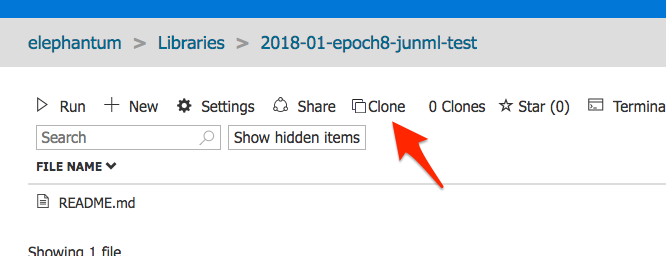 elephantum > Libraries > 2018-01-epoch8-junml-test
Run New Settings Share Clone 0 Clones Star (0) Termina
Search Show hidden items
FILE NAME
README.md
Showing 1 file